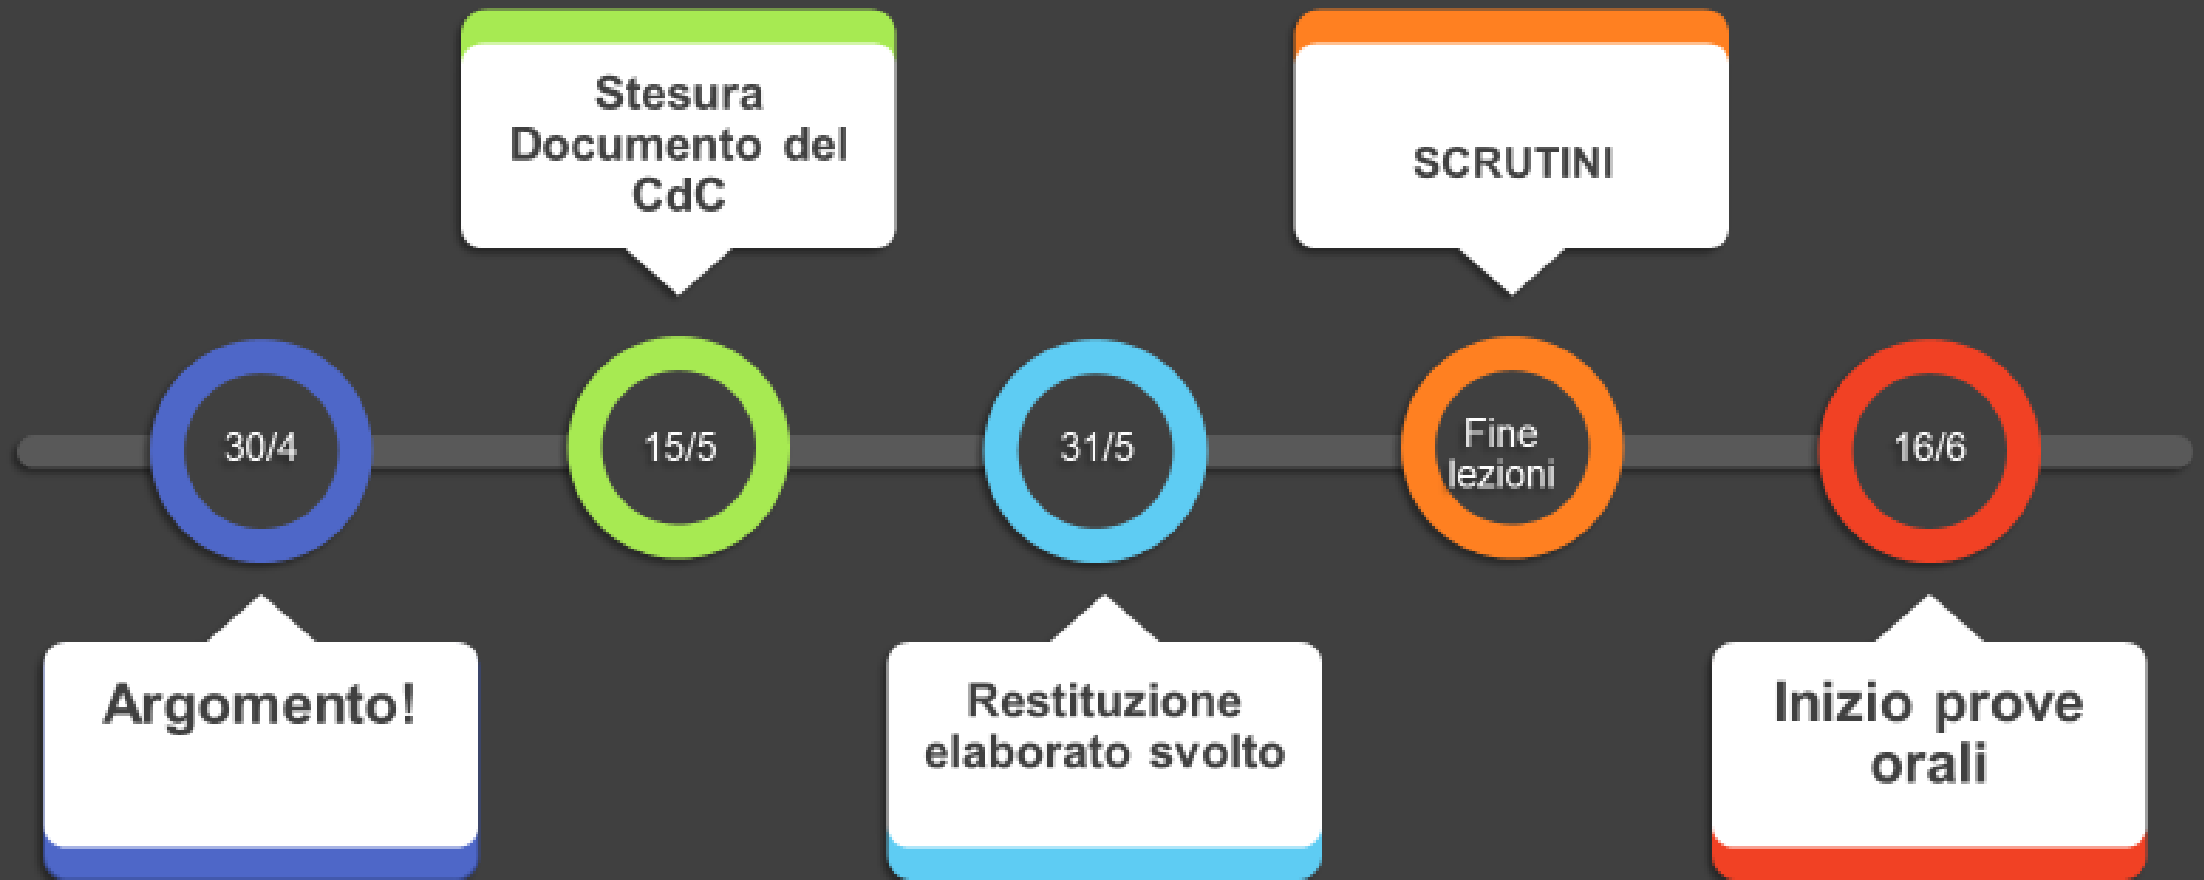 Stesura
Documento del
CdC
SCRUTINI
30/4
15/5
31/5
Fine
lezioni
16/6
Argomento!
Restituzione
elaborato svolto
Inizio prove
orali